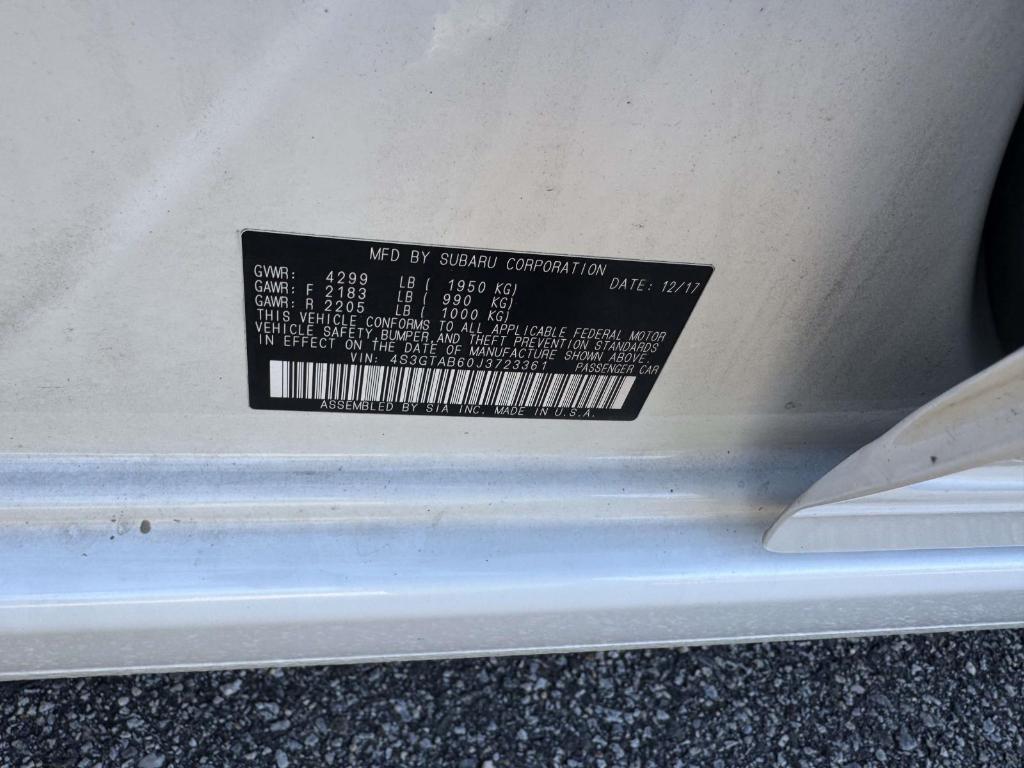 MFD BY SUBARU CORPORATION
GVWR: 4299 LB ( 1950 KG) DATE: 12/17
GAWR: F 2183 LB ( 990 KG)
GAWR: R 2205 LB ( 1000 KG)
THIS VEHICLE CONFORMS TO ALL APPLICABLE FEDERAL MOTOR
VEHICLE SAFETY, BUMPER, AND THEFT PREVENTION STANDARDS
IN EFFECT ON THE DATE OF MANUFACTURE SHOWN ABOVE.
VIN: 4S3GTAB60J3723361 PASSENGER CAR
ASSEMBLED BY SIA INC. MADE IN U.S.A.